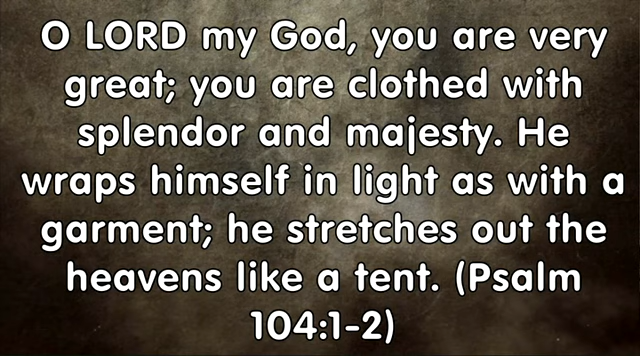 O LORD my God, you are very
great; you are clothed with
splendor and majesty. He
wraps himself in light as with a
garment; he stretches out the
heavens like a tent. (Psalm
104:1-2)